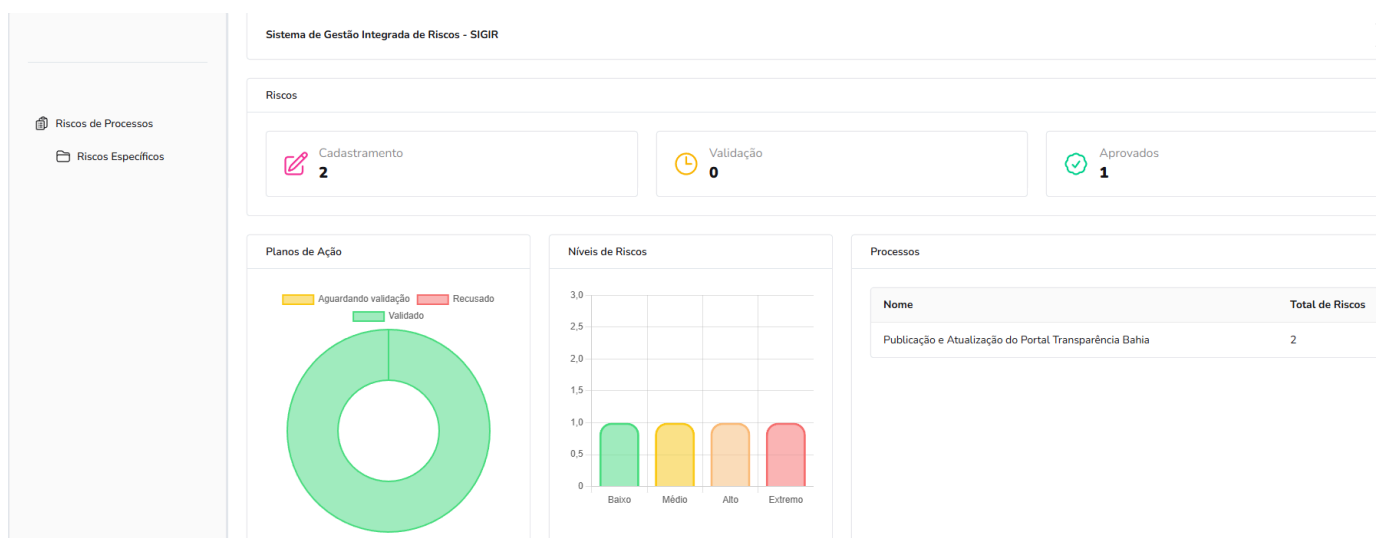 Sistema de Gestão Integrada de Riscos - SIGIR
Riscos de Processos
Riscos Específicos
Riscos
Cadastramento
2
Validação
0
Aprovados
1
Planos de Ação
Aguardando validação Recusado
Validado
Níveis de Riscos
3,0
2,5
2,0
1,5
1,0
0,5
0
Baixo Médio Alto Extremo
Processos
Nome Total de Riscos
Publicação e Atualização do Portal Transparência Bahia 2